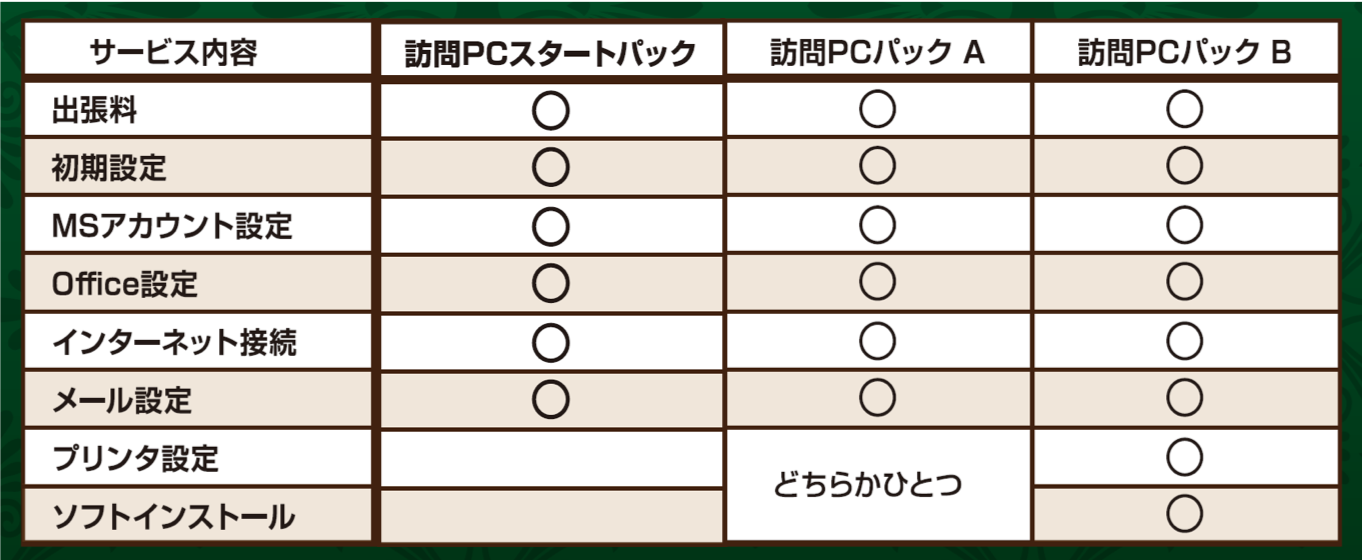 サービス内容 訪問PCスタートパック 訪問PCパック A 訪問PCパック B
出張料 ○ ○ ○
初期設定 ○ ○ ○
MSアカウント設定 ○ ○ ○
Office設定 ○ ○ ○
インターネット接続 ○ ○ ○
メール設定 ○ ○ ○
プリンタ設定 ○
どちらかひとつ
ソフトインストール ○